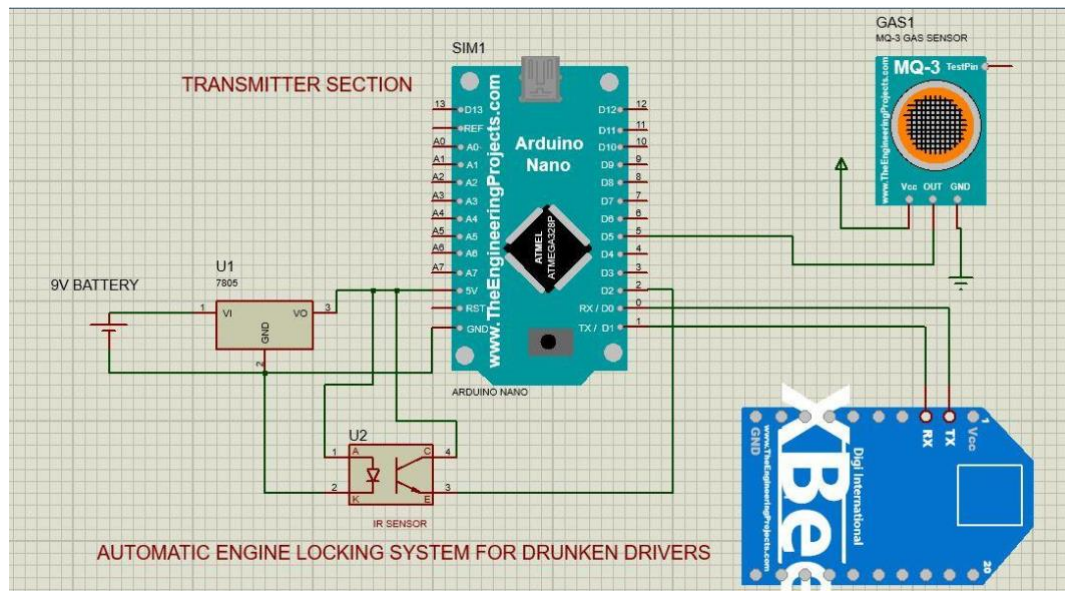 GAS1
MQ-3 GAS SENSOR
SIM1
TRANSMITTER SECTION
MQ-3 TestPin
www.TheEngineeringProjects.com
Vcc OUT GND
www.TheEngineeringProjects.com
Arduino
Nano
ATMEL
ATMEGA328P
13 D13
REF
A0 A0
A1 A1
A2 A2
A3 A3
A4 A4
A5 A5
A6 A6
A7 A7
5V
RST
GND
D12 12
D11 11
D10 10
D9 9
D8 8
D7 7
D6 6
D5 5
D4 4
D3 3
D2 2
RX / D0 0
TX / D1 1
ARDUINO NANO
9V BATTERY
U1
7805
1 VI VO 3
GND
2
U2
1 A C 4
2 K E 3
IR SENSOR
AUTOMATIC ENGINE LOCKING SYSTEM FOR DRUNKEN DRIVERS
GND
RX
TX
Vcc
1
www.TheEngineeringProjects.com
XBee
Digi International
20